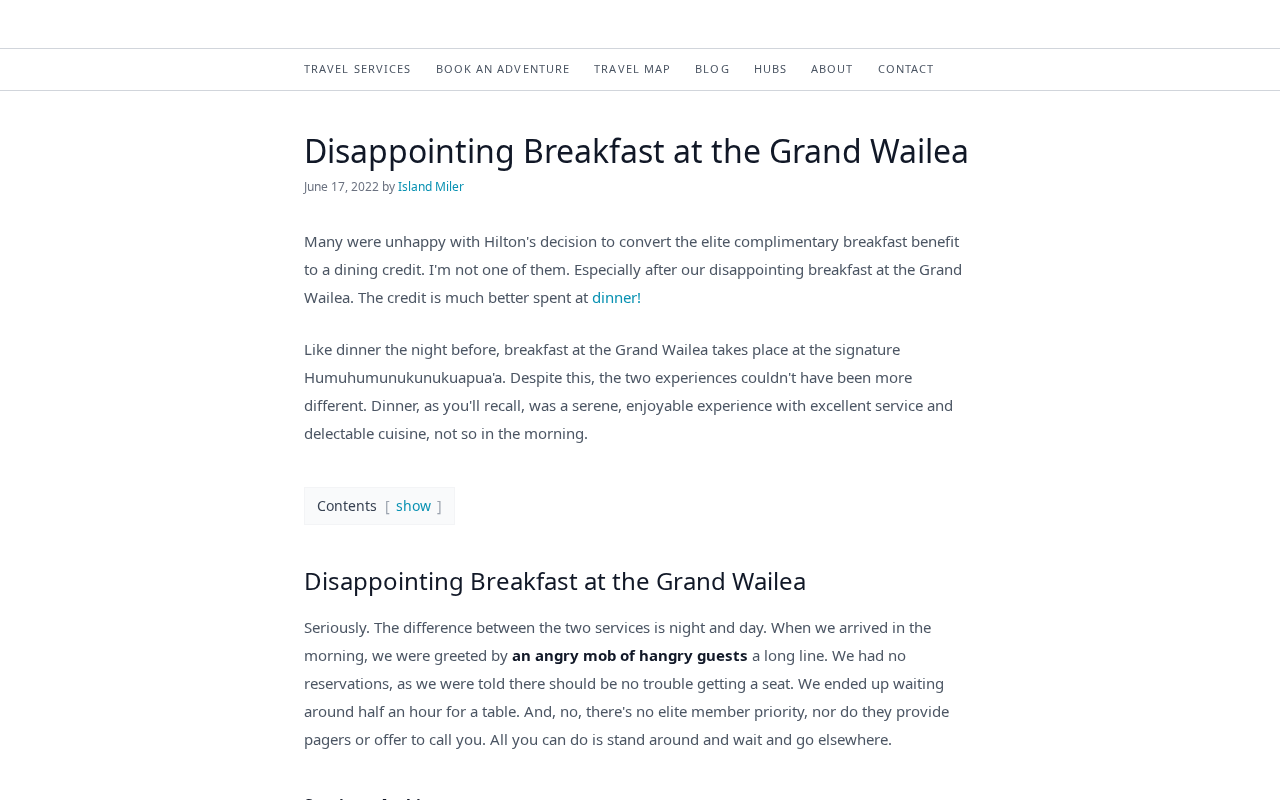 TRAVEL SERVICES BOOK AN ADVENTURE TRAVEL MAP BLOG HUBS ABOUT CONTACT
Disappointing Breakfast at the Grand Wailea
June 17, 2022 by Island Miler
Many were unhappy with Hilton's decision to convert the elite complimentary breakfast benefit
to a dining credit. I'm not one of them. Especially after our disappointing breakfast at the Grand
Wailea. The credit is much better spent at dinner!
Like dinner the night before, breakfast at the Grand Wailea takes place at the signature
Humuhumunukunukuapua'a. Despite this, the two experiences couldn't have been more
different. Dinner, as you'll recall, was a serene, enjoyable experience with excellent service and
delectable cuisine, not so in the morning.
Contents [ show ]
Disappointing Breakfast at the Grand Wailea
Seriously. The difference between the two services is night and day. When we arrived in the
morning, we were greeted by an angry mob of hangry guests a long line. We had no
reservations, as we were told there should be no trouble getting a seat. We ended up waiting
around half an hour for a table. And, no, there's no elite member priority, nor do they provide
pagers or offer to call you. All you can do is stand around and wait and go elsewhere.